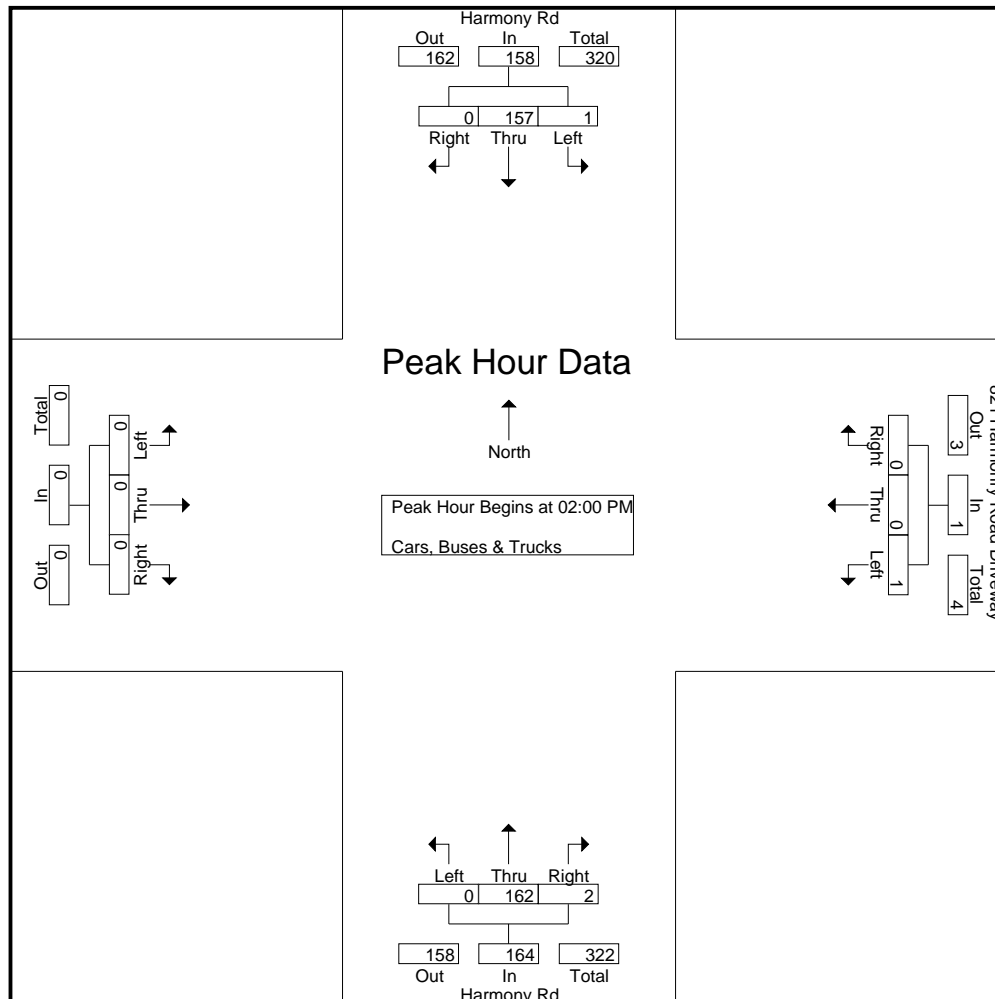 Harmony Rd
Out In Total
162 158 320
0 157 1
Right Thru Left
Peak Hour Data
North
Peak Hour Begins at 02:00 PM
Cars, Buses & Trucks
Total In Out
0 0 0
0 0 0
Left Thru Right
Right Thru Left
0 0 1
3 1 4
Out In Total
Harmony Road Driveway
Left Thru Right
0 162 2
158 164 322
Out In Total
Harmony Rd